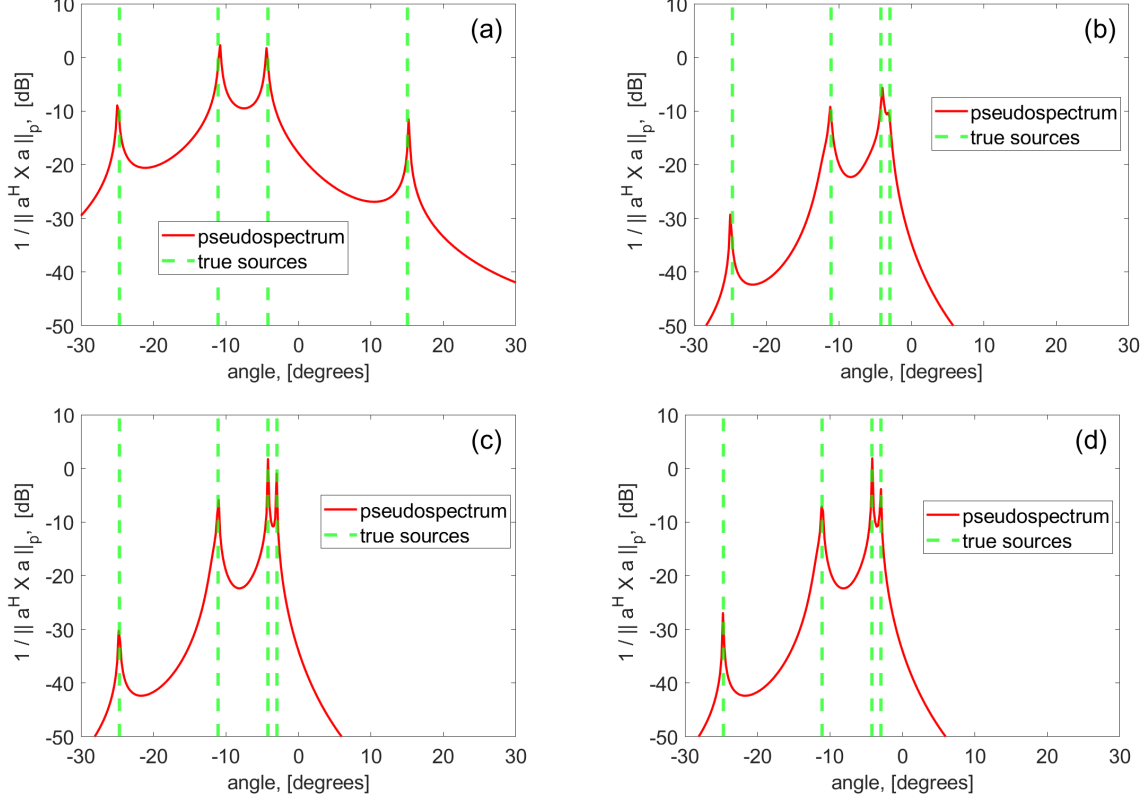 (a)
1 / || a^H X a ||_p, [dB]
10
0
-10
-20
-30
-40
-50
pseudospectrum
true sources
-30 -20 -10 0 10 20 30
angle, [degrees]
(b)
1 / || a^H X a ||_p, [dB]
10
0
-10
-20
-30
-40
-50
pseudospectrum
true sources
-30 -20 -10 0 10 20 30
angle, [degrees]
(c)
1 / || a^H X a ||_p, [dB]
10
0
-10
-20
-30
-40
-50
pseudospectrum
true sources
-30 -20 -10 0 10 20 30
angle, [degrees]
(d)
1 / || a^H X a ||_p, [dB]
10
0
-10
-20
-30
-40
-50
pseudospectrum
true sources
-30 -20 -10 0 10 20 30
angle, [degrees]